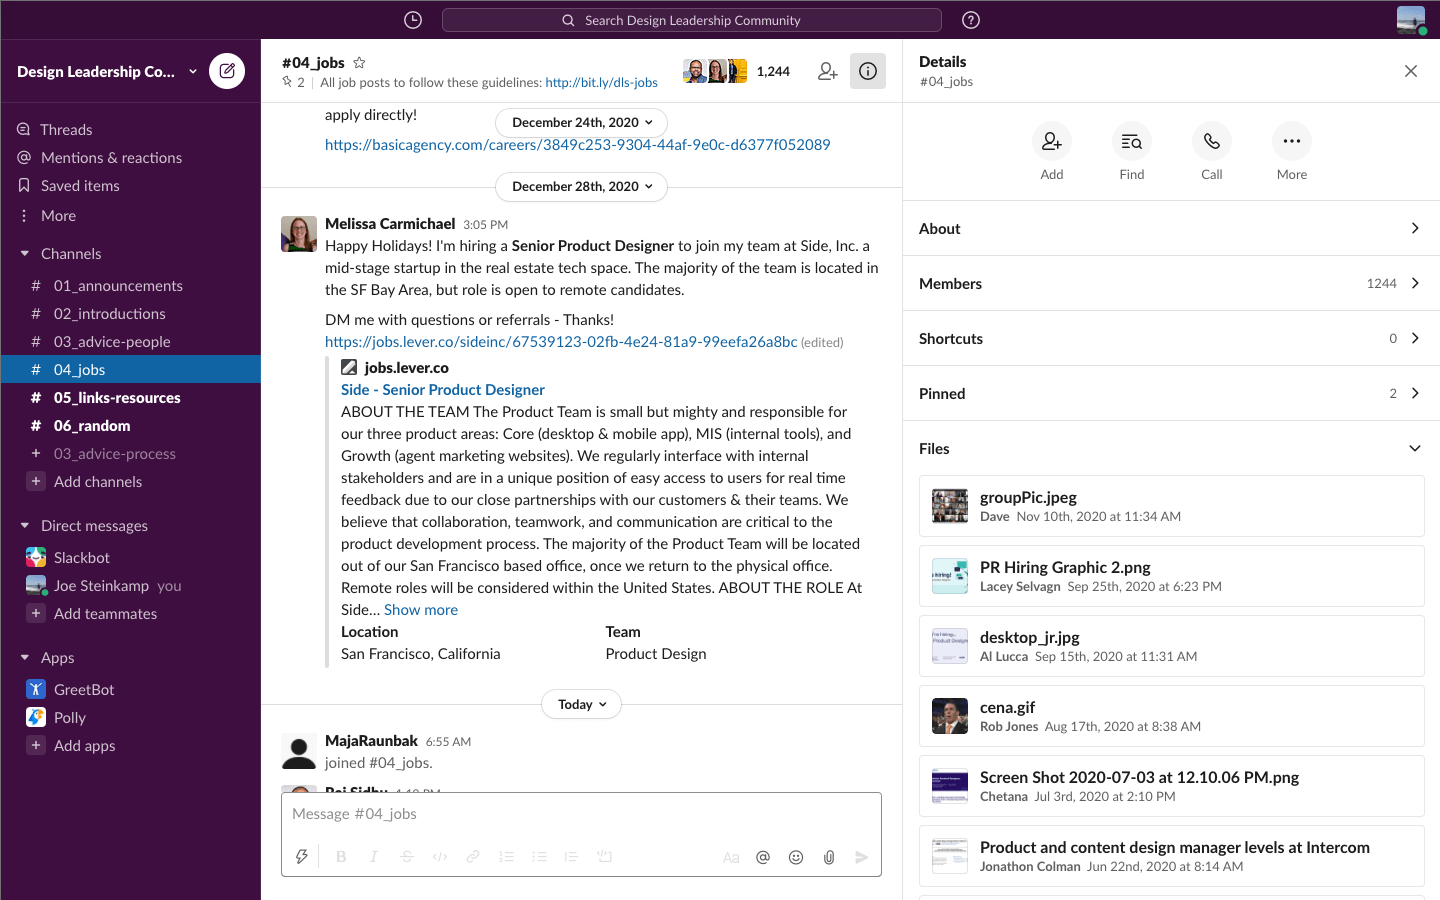 Search Design Leadership Community
Design Leadership Co...
Threads
Mentions & reactions
Saved items
More
Channels
# 01_announcements
# 02_introductions
# 03_advice-people
# 04_jobs
# 05_links-resources
# 06_random
+ 03_advice-process
+ Add channels
Direct messages
Slackbot
Joe Steinkamp you
+ Add teammates
Apps
GreetBot
Polly
+ Add apps
#04_jobs
2 | All job posts to follow these guidelines: http://bit.ly/dls-jobs
1,244
apply directly!
December 24th, 2020
https://basicagency.com/careers/3849c253-9304-44af-9e0c-d6377f052089
December 28th, 2020
Melissa Carmichael 3:05 PM
Happy Holidays! I'm hiring a Senior Product Designer to join my team at Side, Inc. a
mid-stage startup in the real estate tech space. The majority of the team is located in
the SF Bay Area, but role is open to remote candidates.
DM me with questions or referrals - Thanks!
https://jobs.lever.co/sideinc/67539123-02fb-4e24-81a9-99eefa26a8bc (edited)
jobs.lever.co
Side - Senior Product Designer
ABOUT THE TEAM The Product Team is small but mighty and responsible for
our three product areas: Core (desktop & mobile app), MIS (internal tools), and
Growth (agent marketing websites). We regularly interface with internal
stakeholders and are in a unique position of easy access to users for real time
feedback due to our close partnerships with our customers & their teams. We
believe that collaboration, teamwork, and communication are critical to the
product development process. The majority of the Product Team will be located
out of our San Francisco based office, once we return to the physical office.
Remote roles will be considered within the United States. ABOUT THE ROLE At
Side... Show more
Location Team
San Francisco, California Product Design
Today
MajaRaunbak 6:55 AM
joined #04_jobs.
Message #04_jobs
B I S Aa @
Details
#04_jobs
Add Find Call More
About
Members 1244
Shortcuts 0
Pinned 2
Files
groupPic.jpeg
Dave Nov 10th, 2020 at 11:34 AM
PR Hiring Graphic 2.png
Lacey Selvagn Sep 25th, 2020 at 6:23 PM
desktop_jr.jpg
Al Lucca Sep 15th, 2020 at 11:31 AM
cena.gif
Rob Jones Aug 17th, 2020 at 8:38 AM
Screen Shot 2020-07-03 at 12.10.06 PM.png
Chetana Jul 3rd, 2020 at 2:10 PM
Product and content design manager levels at Intercom
Jonathon Colman Jun 22nd, 2020 at 8:14 AM